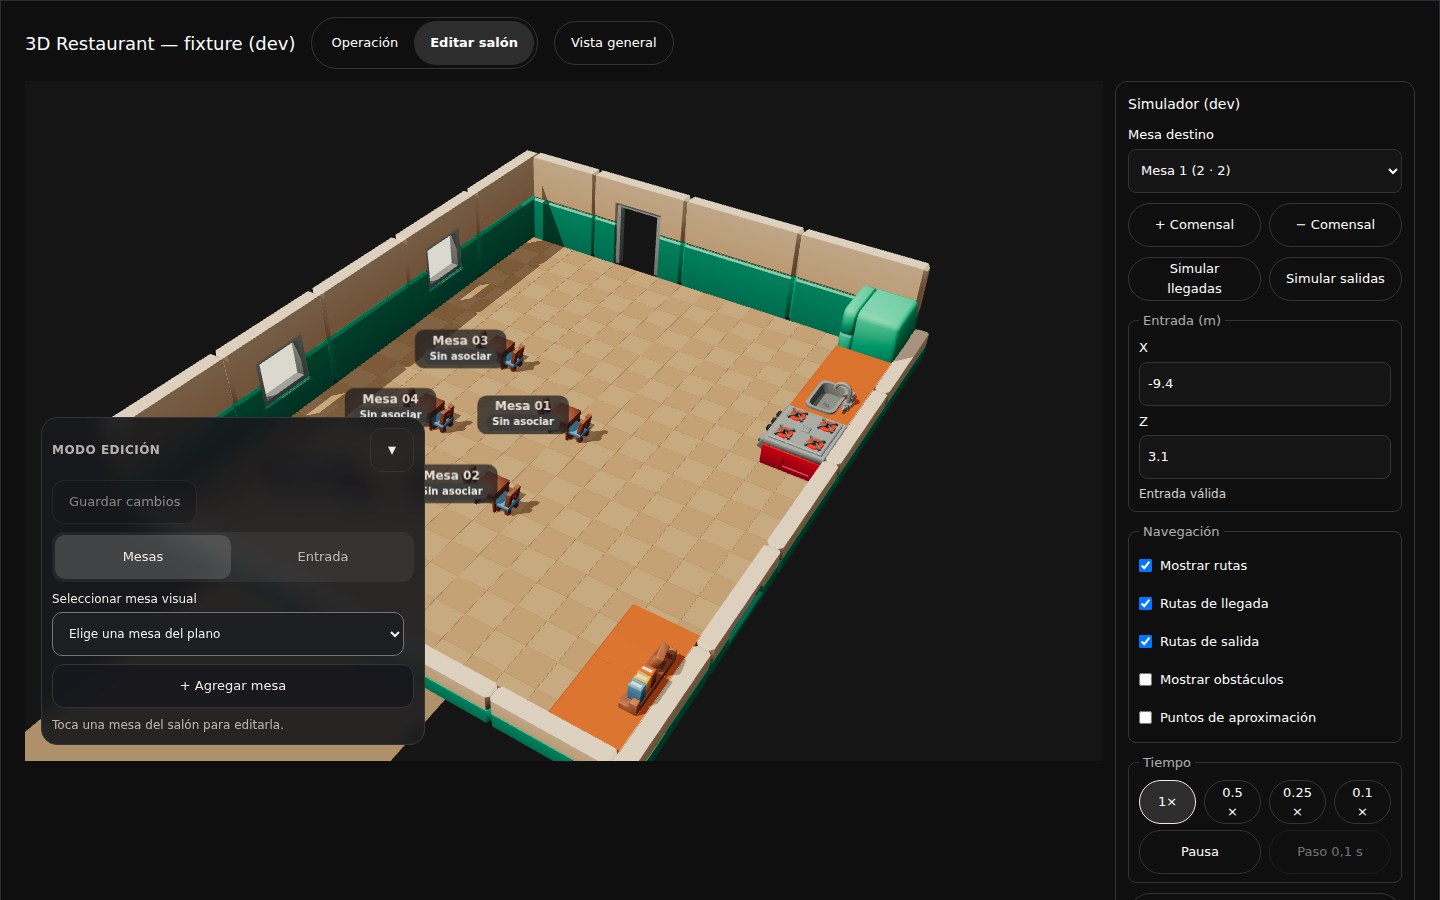 3D Restaurant — fixture (dev)
Operación
Editar salón
Vista general
Mesa 03
Sin asociar
Mesa 04
Sin asociar
Mesa 01
Sin asociar
Mesa 02
Sin asociar
MODO EDICIÓN
▼
Guardar cambios
Mesas
Entrada
Seleccionar mesa visual
Elige una mesa del plano
+ Agregar mesa
Toca una mesa del salón para editarla.
Simulador (dev)
Mesa destino
Mesa 1 (2 · 2)
+ Comensal
− Comensal
Simular
llegadas
Simular salidas
Entrada (m)
X
-9.4
Z
3.1
Entrada válida
Navegación
Mostrar rutas
Rutas de llegada
Rutas de salida
Mostrar obstáculos
Puntos de aproximación
Tiempo
1×
0.5
×
0.25
×
0.1
×
Pausa
Paso 0,1 s